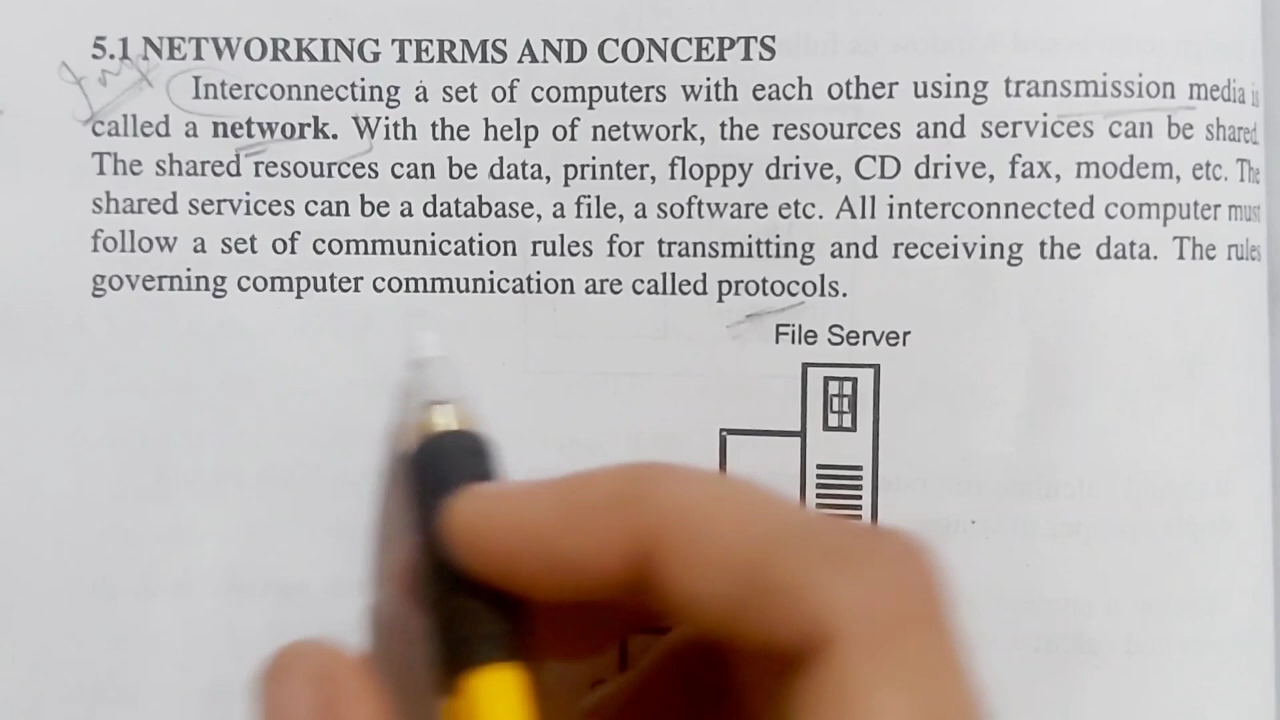 5.1 NETWORKING TERMS AND CONCEPTS
Imp
Interconnecting a set of computers with each other using transmission media is
called a network. With the help of network, the resources and services can be shared
The shared resources can be data, printer, floppy drive, CD drive, fax, modem, etc. The
shared services can be a database, a file, a software etc. All interconnected computer must
follow a set of communication rules for transmitting and receiving the data. The rules
governing computer communication are called protocols.
File Server